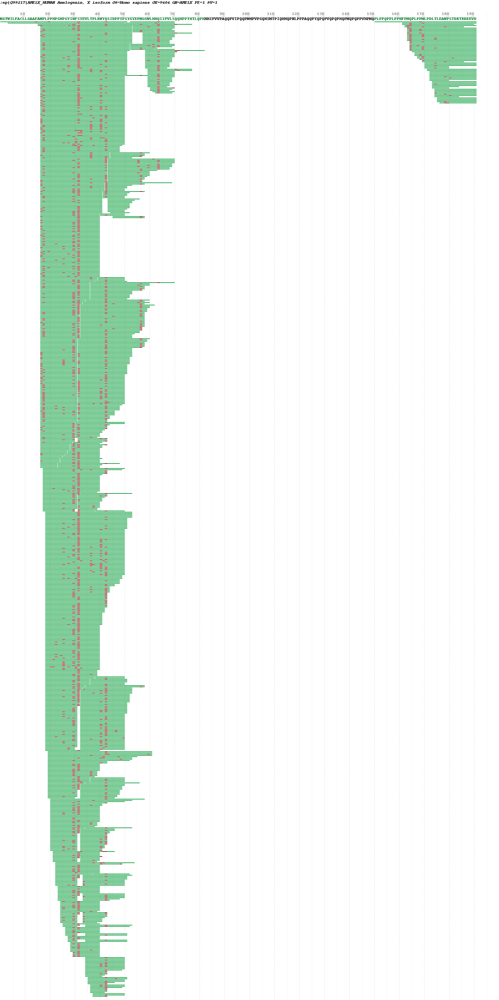 >sp|Q99217|AMELX_HUMAN Amelogenin, X isoform OS=Homo sapiens OX=9606 GN=AMELX PE=1 SV=1
10 20 30 40 50 60 70 80 90 100 110 120 130 140 150 160 170 180 190
MGTWILFACLLGAAFAMPLPPHPGHPGYINFSYEVLTPLKWYQSIRPPYPSYGYEPMGGWLHHQIIPVLSQQHPPTHTLQPHHHIPVVPAQQPVIPQQPMMPVPGQHSMTPIQHHQPNLPPPAQQPYQPQPVQPQPHQPMQPQPPVHPMQPLPPQPPLPPMFPMQPLPPMLPDLTLEAWPSTDKTKREEVD